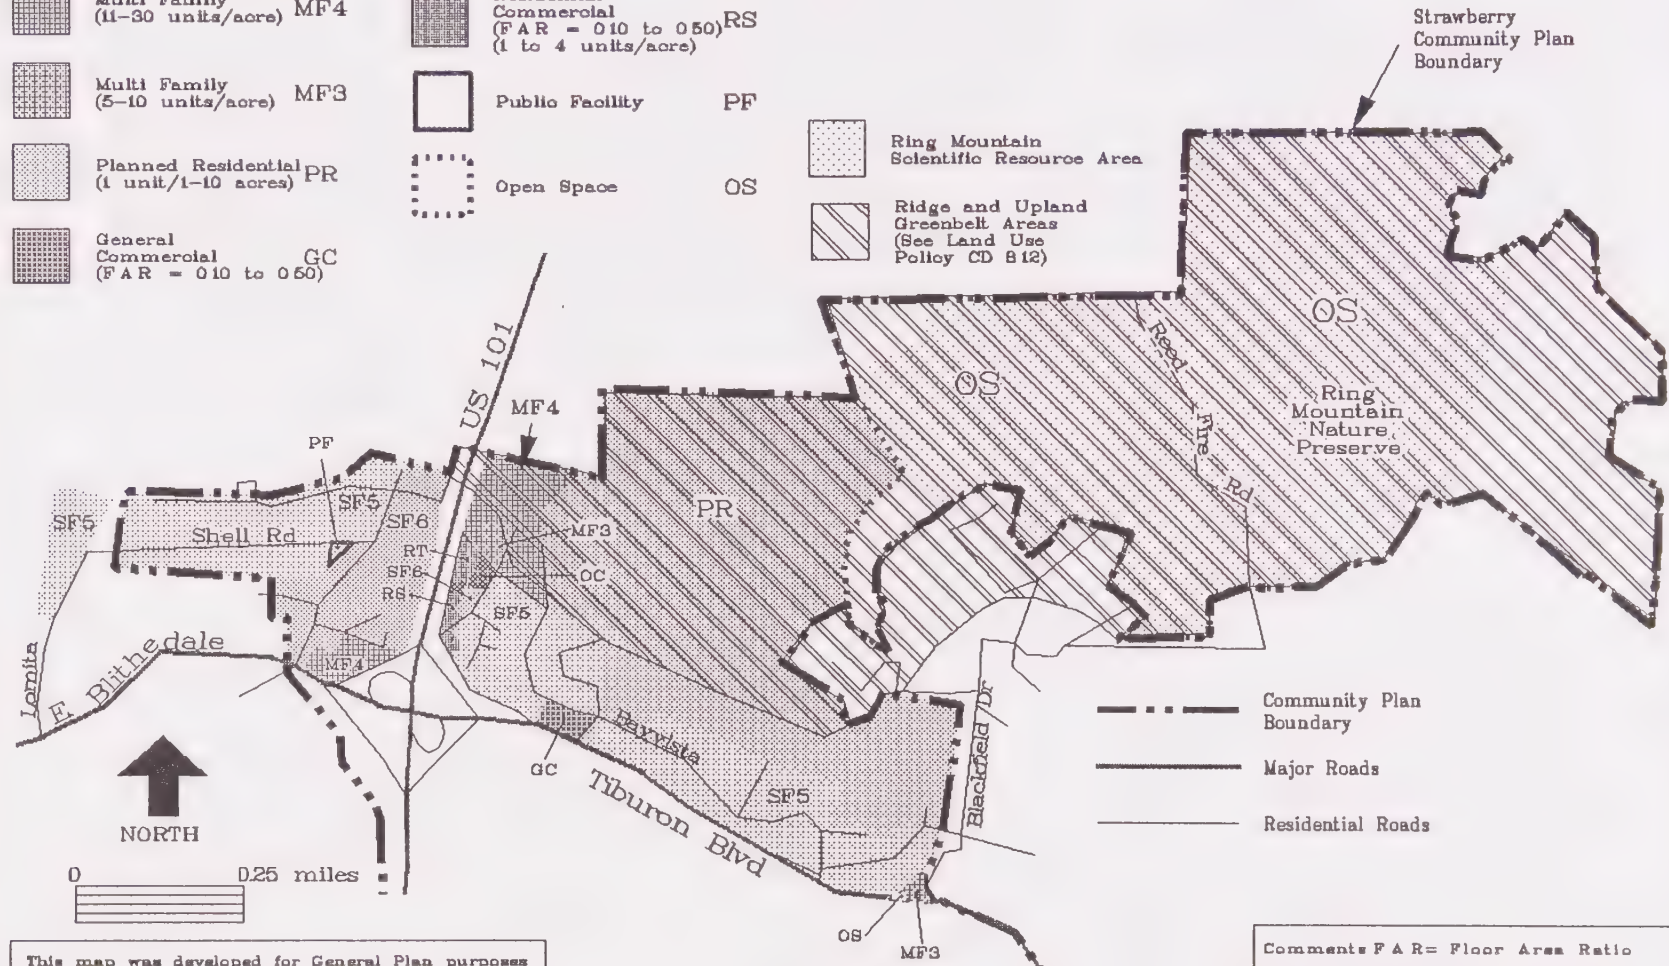 Multi Family
(11-30 units/acre) MF4
Multi Family
(5-10 units/acre) MF3
Planned Residential PR
(1 unit/1-10 acres)
General
Commercial GC
(F A R = 0 10 to 0 50)
Commercial
(F A R = 0 10 to 0 50) RS
(1 to 4 units/acre)
Public Facility PF
Open Space OS
Ring Mountain
Scientific Resource Area
Ridge and Upland
Greenbelt Areas
(See Land Use
Policy CD 8 12)
Strawberry
Community Plan
Boundary
US 101
MF4
PF
SF5
SF5
SF6
Shell Rd
RT
SF6
RS
MF3
OC
SF5
MF4
PR
OS
OS
Reed
Fire
Rd
Ring
Mountain
Nature
Preserve
Lomita
E Blithedale
GC
Bayvista
Tiburon Blvd
SF5
Blackfield Dr
OS
MF3
NORTH
0 0.25 miles
Community Plan
Boundary
Major Roads
Residential Roads
This map was developed for General Plan purposes
Comments F A R= Floor Area Ratio